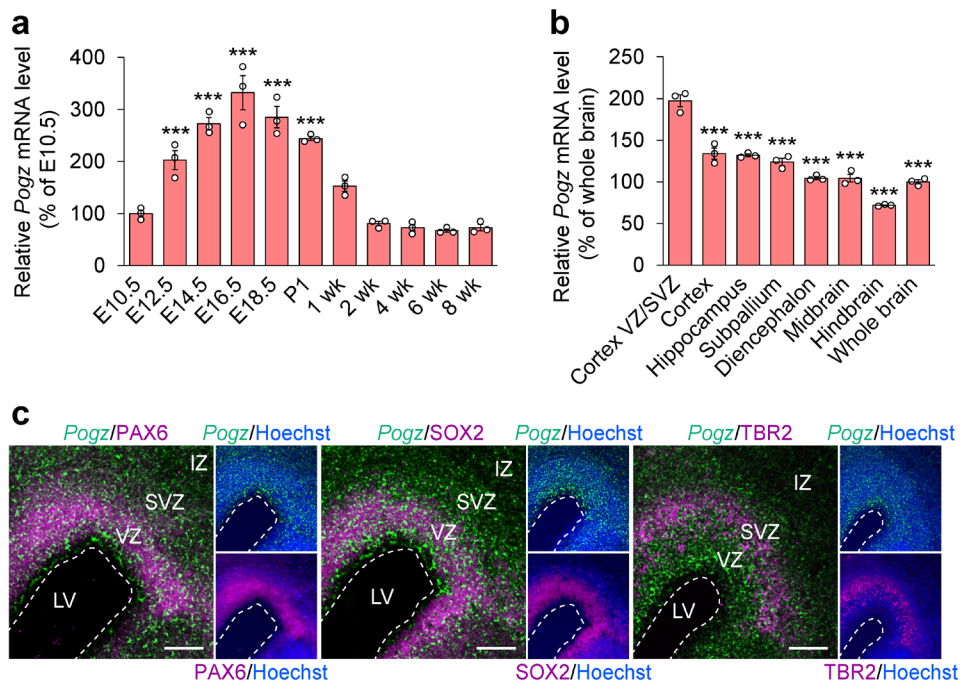 a
Relative Pogz mRNA level
(% of E10.5)
400
300
200
100
0
***
***
***
***
***
E10.5
E12.5
E14.5
E16.5
E18.5
P1
1 wk
2 wk
4 wk
6 wk
8 wk
b
Relative Pogz mRNA level
(% of whole brain)
250
200
150
100
50
0
***
***
***
***
***
***
***
Cortex VZ/SVZ
Cortex
Hippocampus
Subpallium
Diencephalon
Midbrain
Hindbrain
Whole brain
c
Pogz/PAX6
Pogz/Hoechst
Pogz/SOX2
Pogz/Hoechst
Pogz/TBR2
Pogz/Hoechst
IZ
SVZ
VZ
LV
IZ
SVZ
VZ
LV
IZ
SVZ
VZ
LV
PAX6/Hoechst
SOX2/Hoechst
TBR2/Hoechst